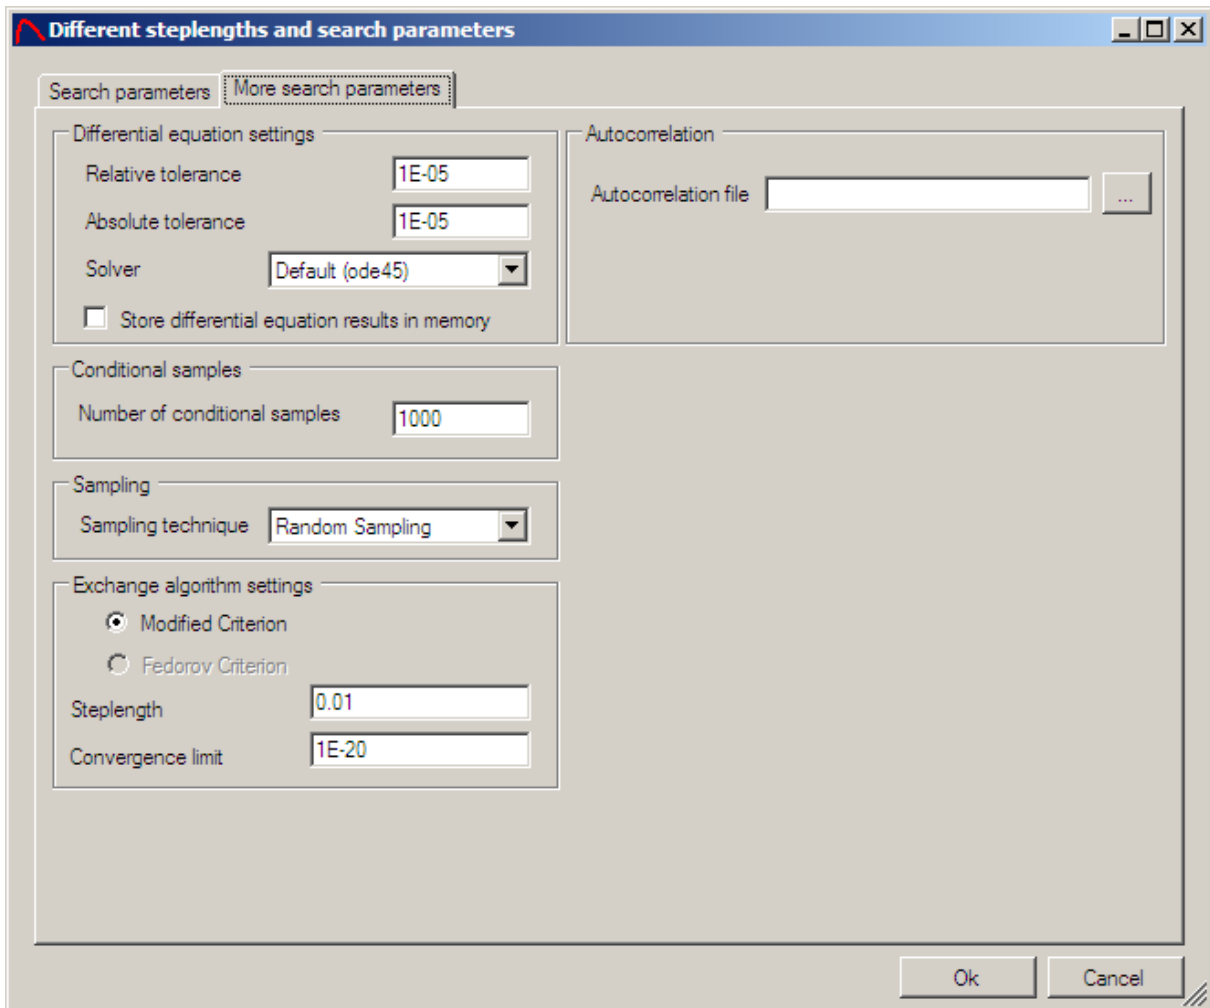 Different steplengths and search parameters
Search parameters
More search parameters
Differential equation settings
Relative tolerance 1E-05
Absolute tolerance 1E-05
Solver Default (ode45)
Store differential equation results in memory
Autocorrelation
Autocorrelation file ...
Conditional samples
Number of conditional samples 1000
Sampling
Sampling technique Random Sampling
Exchange algorithm settings
Modified Criterion
Fedorov Criterion
Steplength 0.01
Convergence limit 1E-20
Ok Cancel